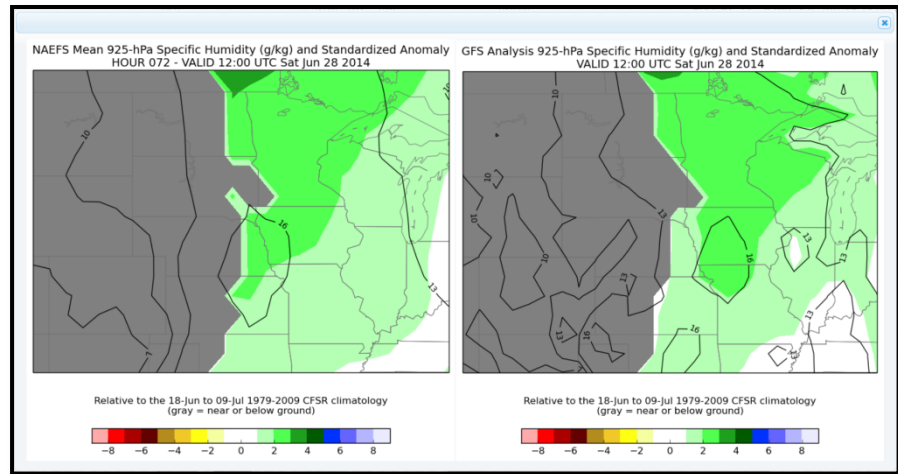 NAEFS Mean 925-hPa Specific Humidity (g/kg) and Standardized Anomaly
HOUR 072 - VALID 12:00 UTC Sat Jun 28 2014
10
16
13
7
Relative to the 18-Jun to 09-Jul 1979-2009 CFSR climatology
(gray = near or below ground)
−8 −6 −4 −2 0 2 4 6 8
GFS Analysis 925-hPa Specific Humidity (g/kg) and Standardized Anomaly
VALID 12:00 UTC Sat Jun 28 2014
10
10
13
10
10
16
13
13
13
16
13
16
13
Relative to the 18-Jun to 09-Jul 1979-2009 CFSR climatology
(gray = near or below ground)
−8 −6 −4 −2 0 2 4 6 8